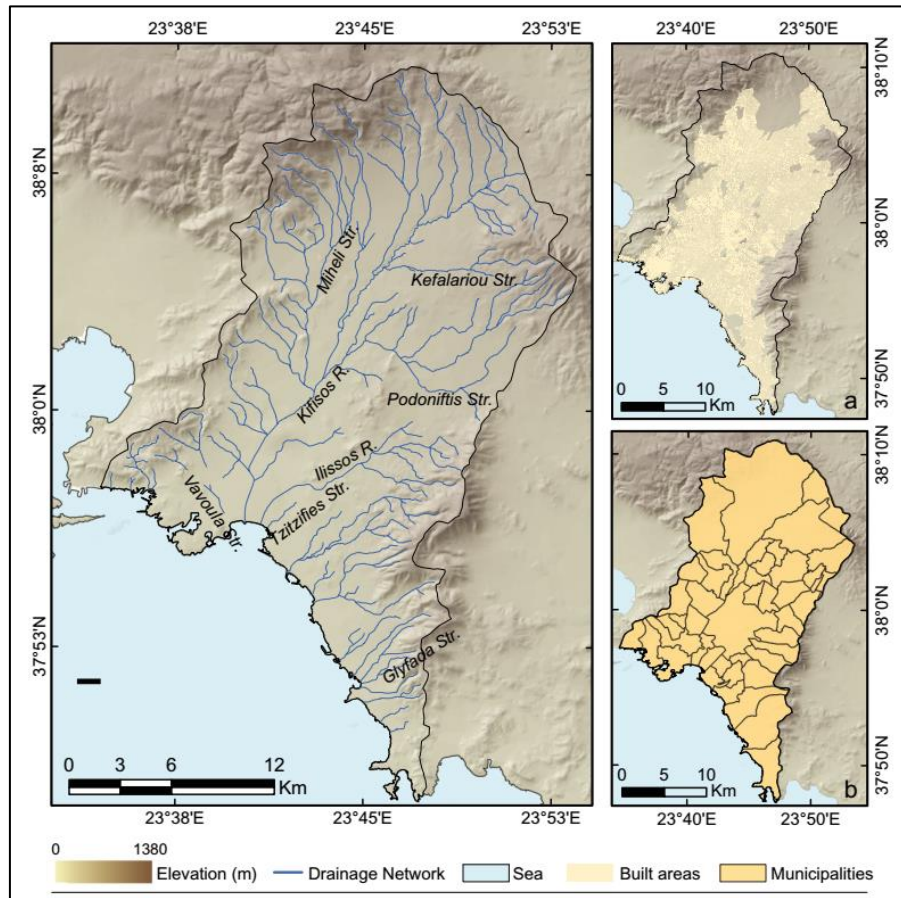 23°38'E 23°45'E 23°53'E
38°8'N
38°0'N
37°53'N
Miheli Str.
Kefalariou Str.
Kifisos R.
Podoniftis Str.
Ilissos R.
Tzitzifies Str.
Vavoula Str.
Glyfada Str.
0 3 6 12
Km
23°38'E 23°45'E 23°53'E
23°40'E 23°50'E
38°10'N
38°0'N
37°50'N
0 5 10
Km
a
38°10'N
38°0'N
37°50'N
0 5 10
Km
b
23°40'E 23°50'E
0 1380
Elevation (m) Drainage Network Sea Built areas Municipalities